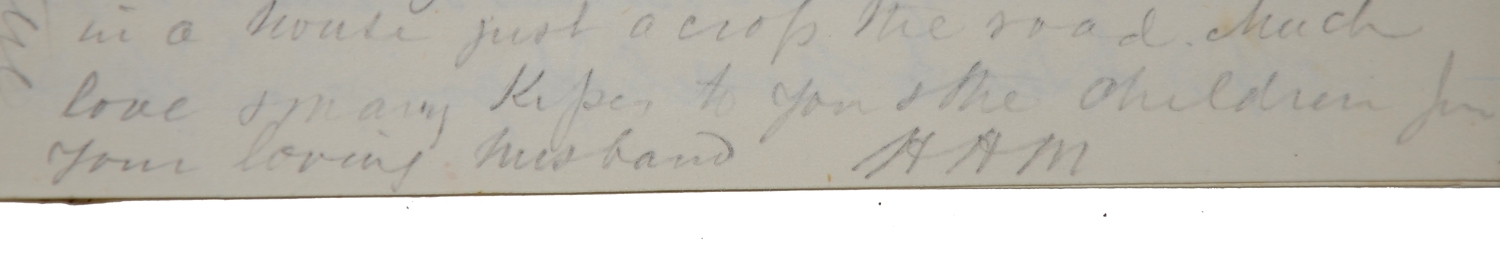 in a house just across the road. Much
love & many Kisses to you & the Children from
Your loving husband HAM